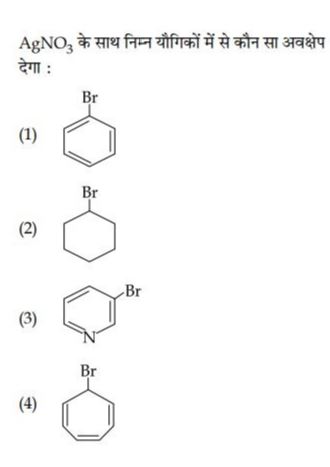 AgNO₃ के साथ निम्न यौगिकों में से कौन सा अवक्षेप
देगा :
Br
(1)
Br
(2)
Br
(3)
N
Br
(4)